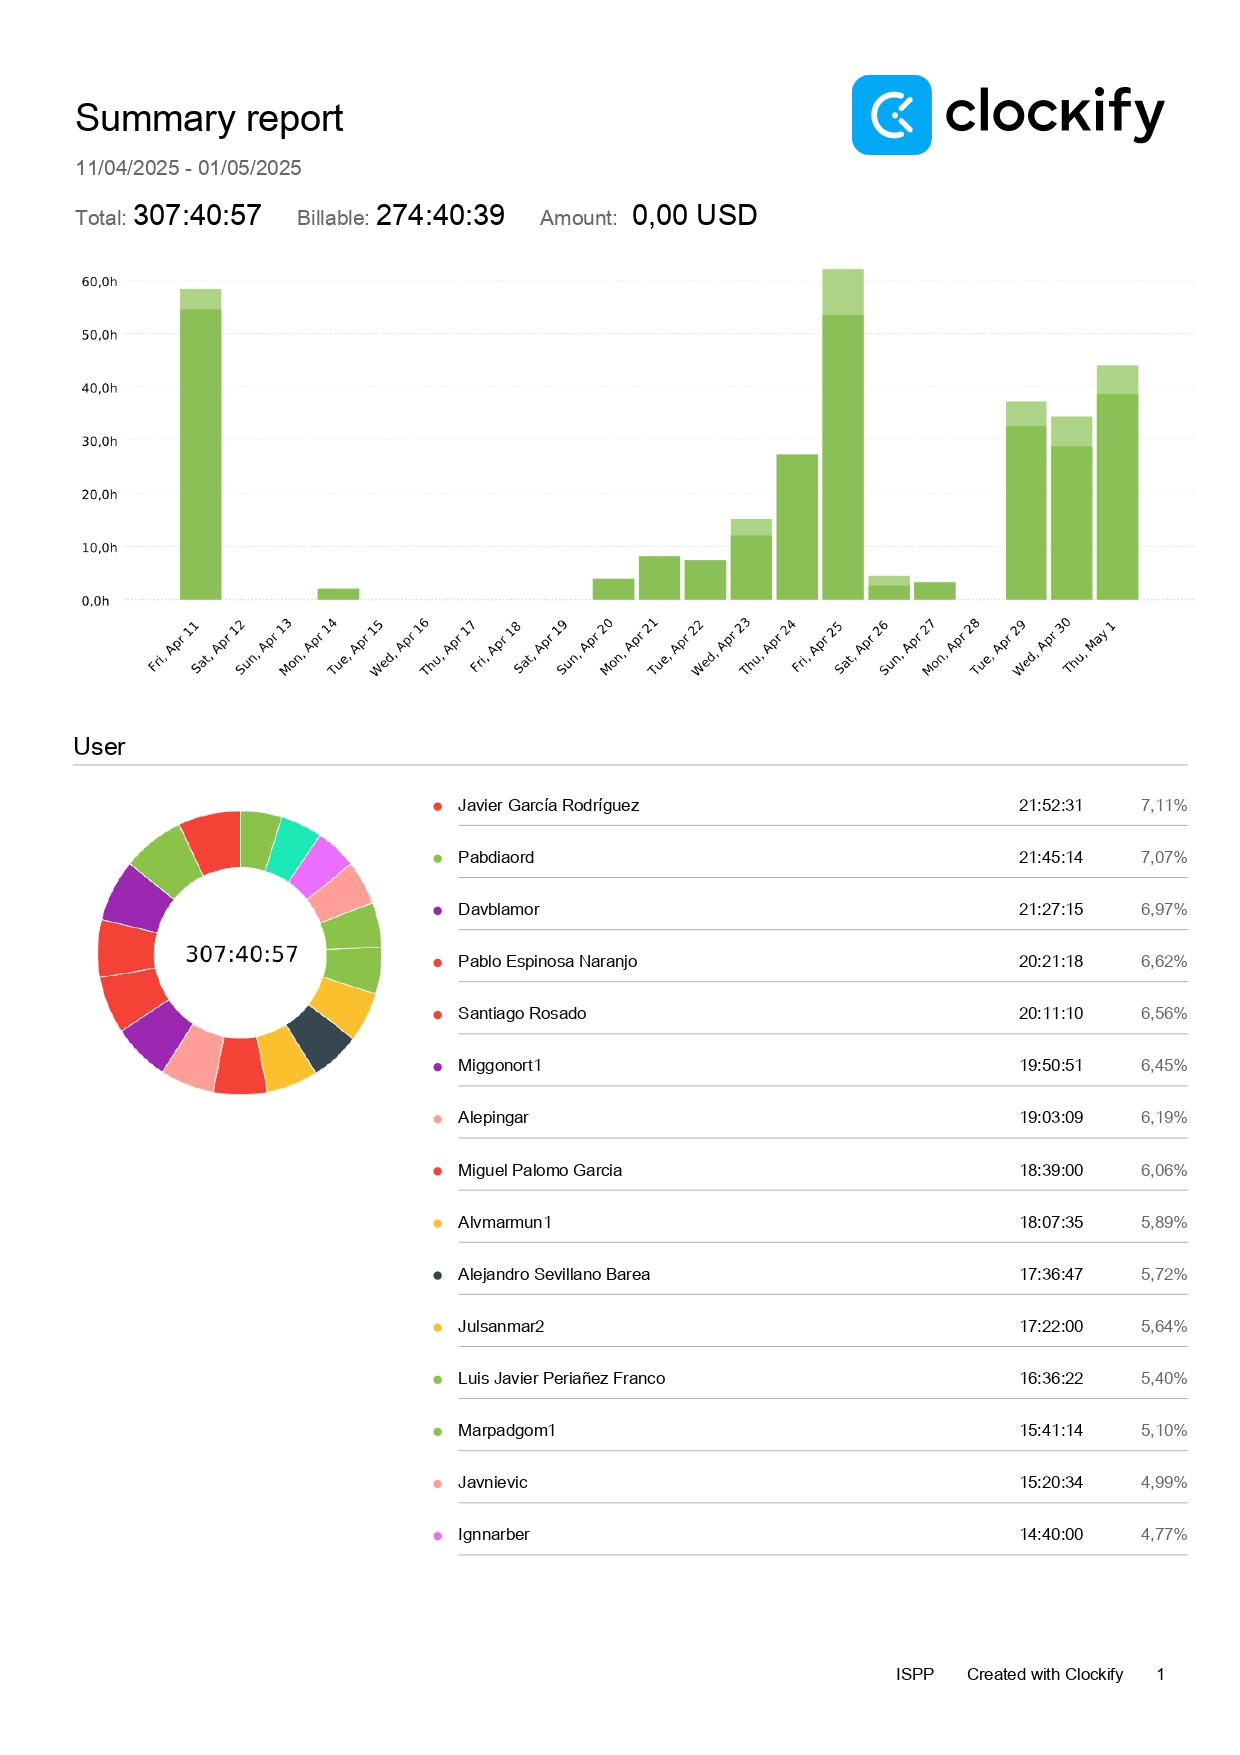 clockify
Summary report
11/04/2025 - 01/05/2025
Total: 307:40:57 Billable: 274:40:39 Amount: 0,00 USD
60,0h
50,0h
40,0h
30,0h
20,0h
10,0h
0,0h
Fri, Apr 11
Sat, Apr 12
Sun, Apr 13
Mon, Apr 14
Tue, Apr 15
Wed, Apr 16
Thu, Apr 17
Fri, Apr 18
Sat, Apr 19
Sun, Apr 20
Mon, Apr 21
Tue, Apr 22
Wed, Apr 23
Thu, Apr 24
Fri, Apr 25
Sat, Apr 26
Sun, Apr 27
Mon, Apr 28
Tue, Apr 29
Wed, Apr 30
Thu, May 1
User
307:40:57
Javier García Rodríguez 21:52:31 7,11%
Pabdiaord 21:45:14 7,07%
Davblamor 21:27:15 6,97%
Pablo Espinosa Naranjo 20:21:18 6,62%
Santiago Rosado 20:11:10 6,56%
Miggonort1 19:50:51 6,45%
Alepingar 19:03:09 6,19%
Miguel Palomo Garcia 18:39:00 6,06%
Alvmarmun1 18:07:35 5,89%
Alejandro Sevillano Barea 17:36:47 5,72%
Julsanmar2 17:22:00 5,64%
Luis Javier Periañez Franco 16:36:22 5,40%
Marpadgom1 15:41:14 5,10%
Javnievic 15:20:34 4,99%
Ignnarber 14:40:00 4,77%
ISPP Created with Clockify 1